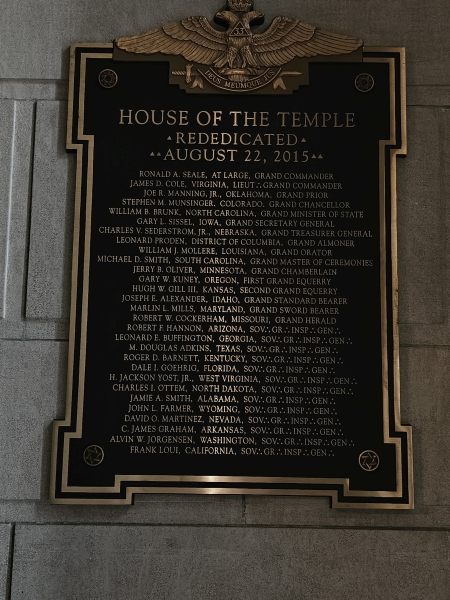 DEUS MEUMQUE JUS
HOUSE OF THE TEMPLE
▴ REDEDICATED ▴
▴▴ AUGUST 22, 2015 ▴▴
RONALD A. SEALE, AT LARGE, GRAND COMMANDER
JAMES D. COLE, VIRGINIA, LIEUT∴ GRAND COMMANDER
JOE R. MANNING, JR., OKLAHOMA, GRAND PRIOR
STEPHEN M. MUNSINGER, COLORADO, GRAND CHANCELLOR
WILLIAM B. BRUNK, NORTH CAROLINA, GRAND MINISTER OF STATE
GARY L. SISSEL, IOWA, GRAND SECRETARY GENERAL
CHARLES V. SEDERSTROM, JR., NEBRASKA, GRAND TREASURER GENERAL
LEONARD PRODEN, DISTRICT OF COLUMBIA, GRAND ALMONER
WILLIAM J. MOLLERE, LOUISIANA, GRAND ORATOR
MICHAEL D. SMITH, SOUTH CAROLINA, GRAND MASTER OF CEREMONIES
JERRY B. OLIVER, MINNESOTA, GRAND CHAMBERLAIN
GARY W. KUNEY, OREGON, FIRST GRAND EQUERRY
HUGH W. GILL III, KANSAS, SECOND GRAND EQUERRY
JOSEPH E. ALEXANDER, IDAHO, GRAND STANDARD BEARER
MARLIN L. MILLS, MARYLAND, GRAND SWORD BEARER
ROBERT W. COCKERHAM, MISSOURI, GRAND HERALD
ROBERT F. HANNON, ARIZONA, SOV∴ GR∴ INSP∴ GEN∴
LEONARD E. BUFFINGTON, GEORGIA, SOV∴ GR∴ INSP∴ GEN∴
M. DOUGLAS ADKINS, TEXAS, SOV∴ GR∴ INSP∴ GEN∴
ROGER D. BARNETT, KENTUCKY, SOV∴ GR∴ INSP∴ GEN∴
DALE I. GOEHRIG, FLORIDA, SOV∴ GR∴ INSP∴ GEN∴
H. JACKSON YOST, JR., WEST VIRGINIA, SOV∴ GR∴ INSP∴ GEN∴
CHARLES I. OTTEM, NORTH DAKOTA, SOV∴ GR∴ INSP∴ GEN∴
JAMIE A. SMITH, ALABAMA, SOV∴ GR∴ INSP∴ GEN∴
JOHN L. FARMER, WYOMING, SOV∴ GR∴ INSP∴ GEN∴
DAVID O. MARTINEZ, NEVADA, SOV∴ GR∴ INSP∴ GEN∴
C. JAMES GRAHAM, ARKANSAS, SOV∴ GR∴ INSP∴ GEN∴
ALVIN W. JORGENSEN, WASHINGTON, SOV∴ GR∴ INSP∴ GEN∴
FRANK LOUI, CALIFORNIA, SOV∴ GR∴ INSP∴ GEN∴